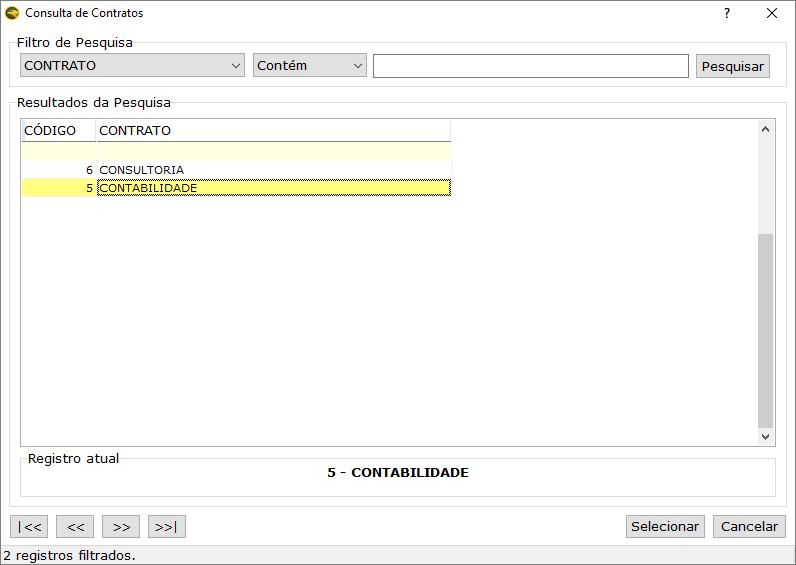 Consulta de Contratos
?
Filtro de Pesquisa
CONTRATO Contém Pesquisar
Resultados da Pesquisa
CÓDIGO CONTRATO
6 CONSULTORIA
5 CONTABILIDADE
Registro atual
5 - CONTABILIDADE
|<< << >> >>| Selecionar Cancelar
2 registros filtrados.